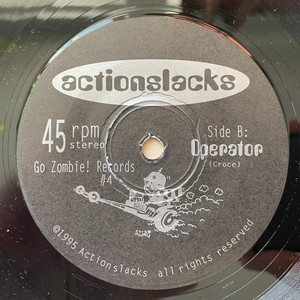 actionslacks
45 rpm
stereo
Side B:
Operator
(Croce)
Go Zombie! Records
#4
©1995 Actionslacks all rights reserved